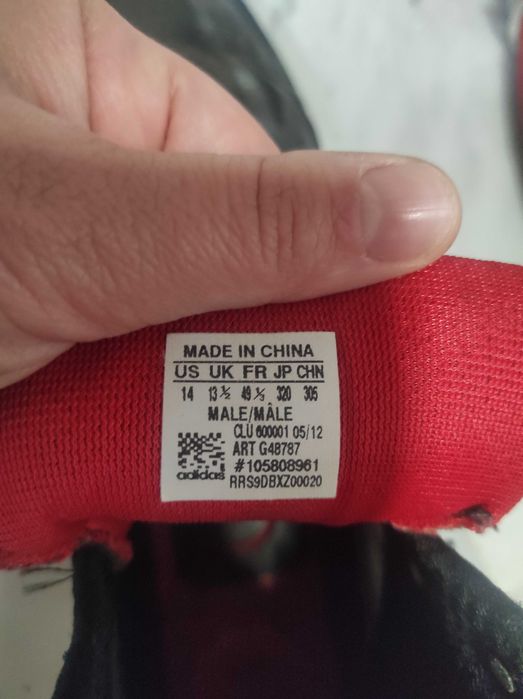 MADE IN CHINA
US UK FR JP CHN
14 13 ½ 49 ⅓ 320 305
MALE/MÂLE
CLU 600001 05/12
ART G48787
#105808961
adidas RRS9DBXZ00020